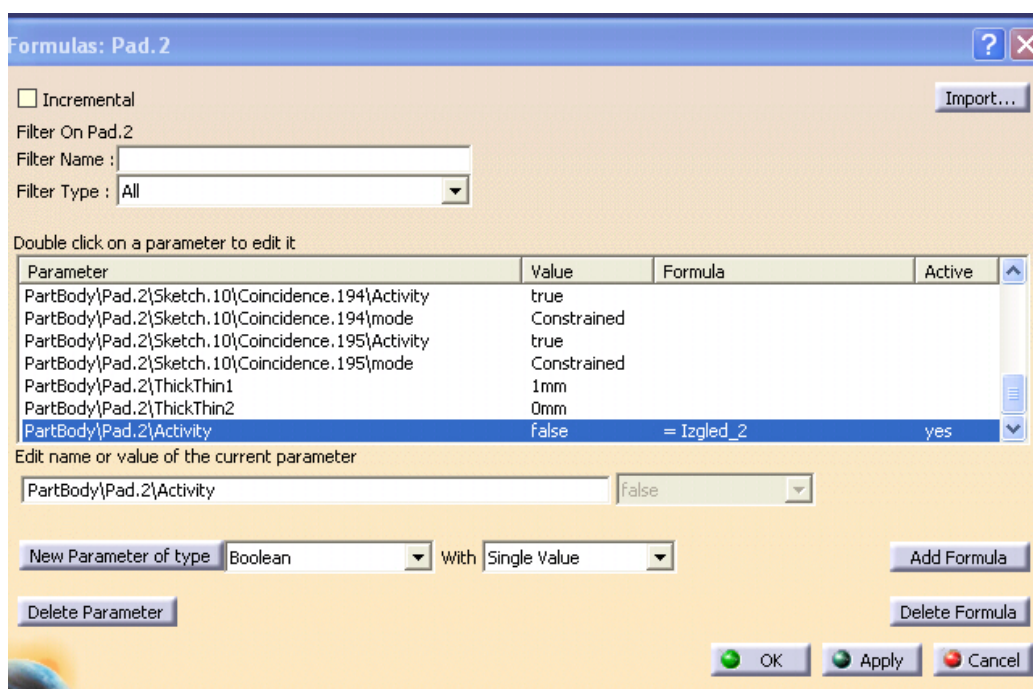 Formulas: Pad.2
?
Incremental
Import...
Filter On Pad.2
Filter Name :
Filter Type : All
Double click on a parameter to edit it
Parameter Value Formula Active
PartBody\Pad.2\Sketch.10\Coincidence.194\Activity true
PartBody\Pad.2\Sketch.10\Coincidence.194\mode Constrained
PartBody\Pad.2\Sketch.10\Coincidence.195\Activity true
PartBody\Pad.2\Sketch.10\Coincidence.195\mode Constrained
PartBody\Pad.2\ThickThin1 1mm
PartBody\Pad.2\ThickThin2 0mm
PartBody\Pad.2\Activity false = Izgled_2 yes
Edit name or value of the current parameter
PartBody\Pad.2\Activity false
New Parameter of type Boolean With Single Value Add Formula
Delete Parameter Delete Formula
OK Apply Cancel